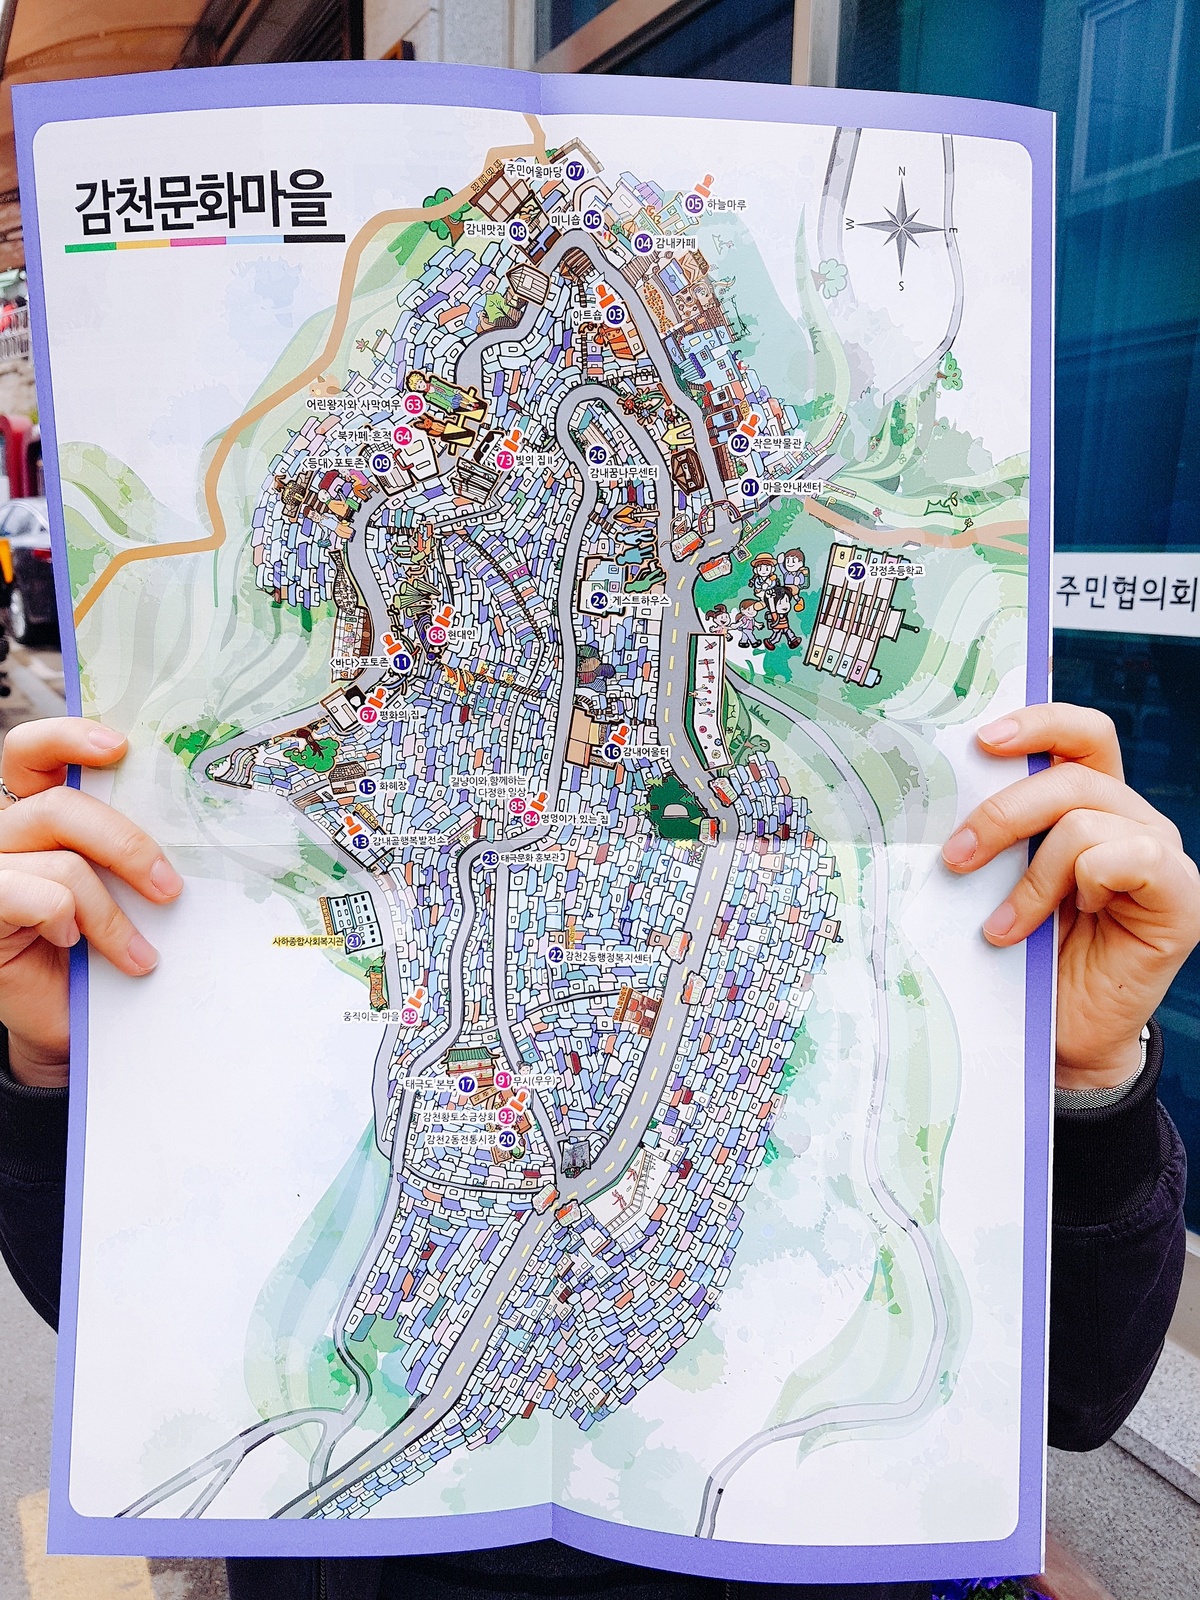 감천문화마을
N
W
E
S
주민어울마당 07
05 하늘마루
미니숍 06
감내맛집 08
04 감내카페
아트숍 03
어린왕자와 사막여우 63
북카페-흔적 64
02 작은박물관
<등대>포토존 09
73 빛의 집
26
감내꿈나무센터
01 마을안내센터
27 감정초등학교
24 게스트하우스
68 현대인
<바다>포토존 11
67 평화의 집
16 감내어울터
15 화혜장
길냥이와 함께하는
다정한 일상
85
84 멍멍이가 있는 집
13 감내골행복발전소
28 태극문화 홍보관
사하종합사회복지관 21
22 감천2동행정복지센터
움직이는 마을 89
태극도 본부 17
91 무시(무우)
감천황토소금상회 93
감천2동전통시장 20
주민협의회
P